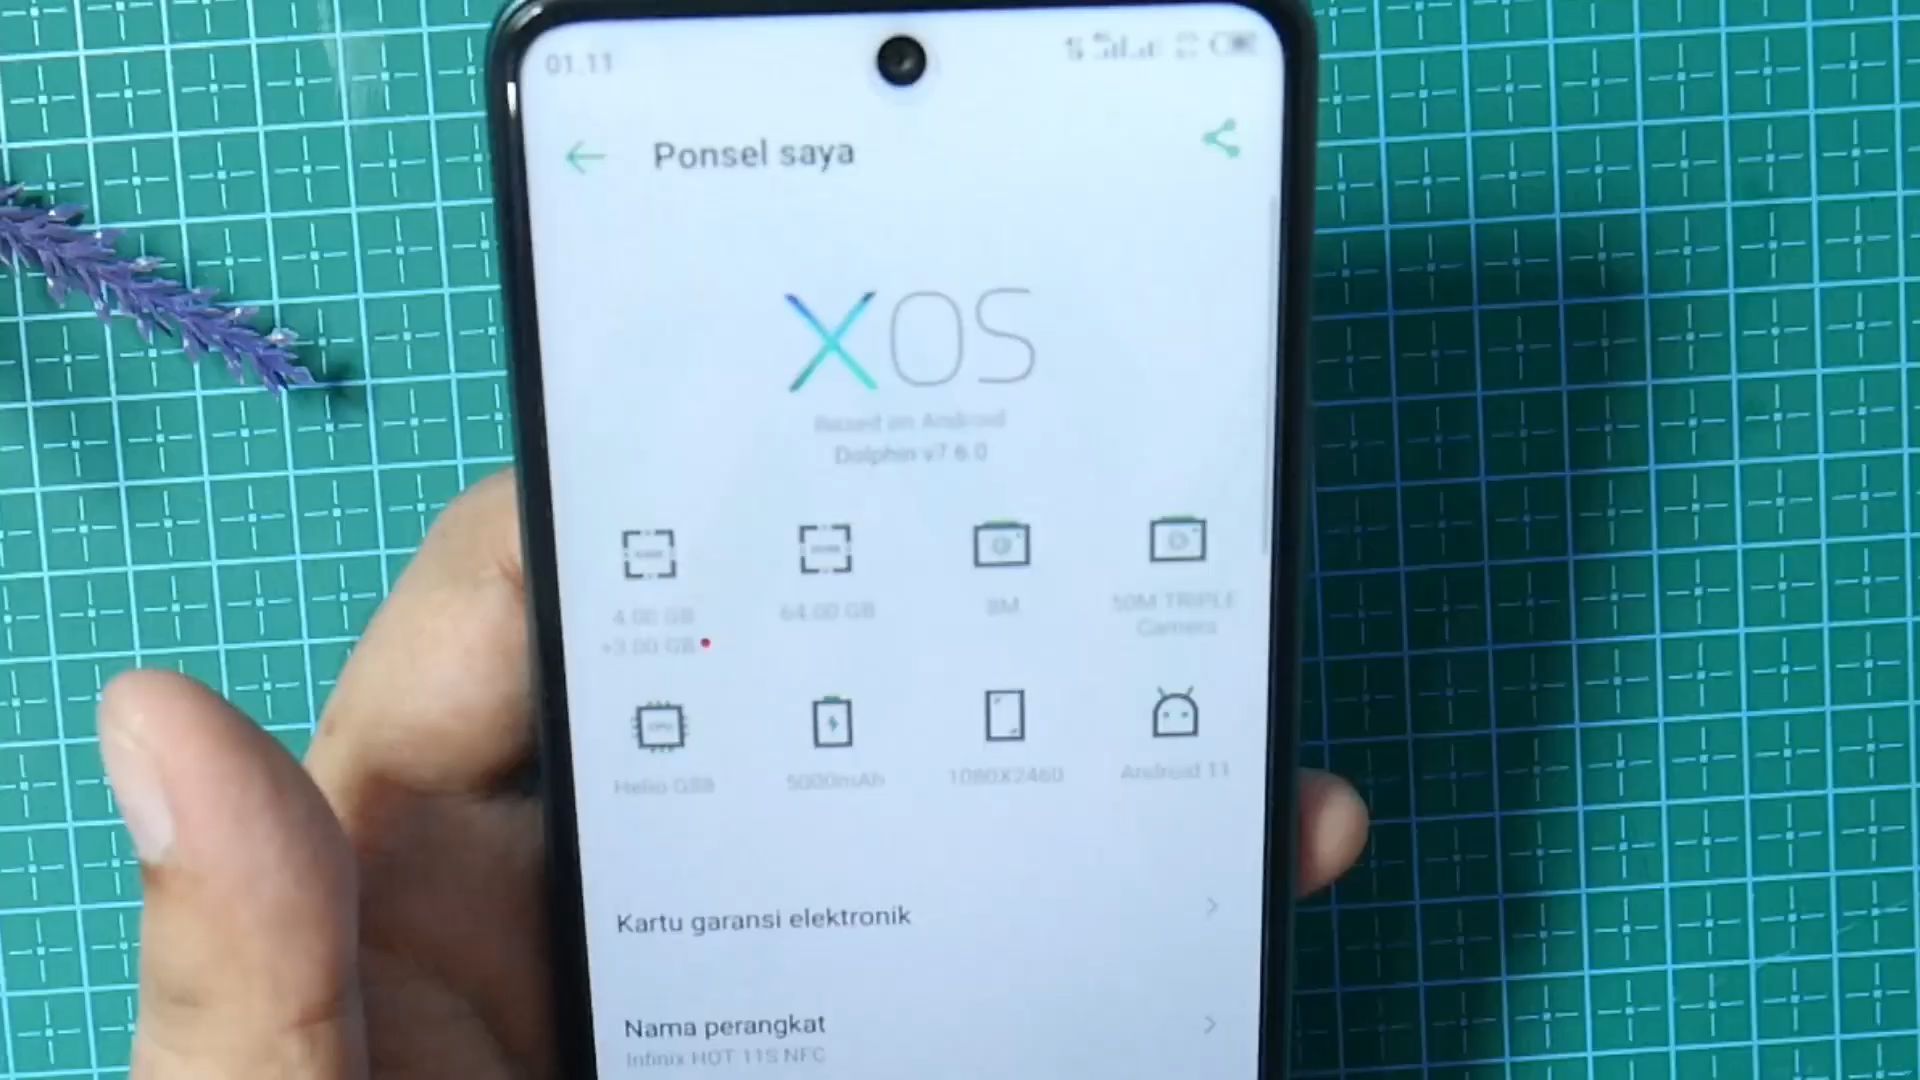 01.11
Ponsel saya
XOS
Based on Android
Dolphin v7.6.0
4.00 GB
+3.00 GB
64.00 GB
8M
50M TRIPLE
Camera
Helio G88
5000mAh
1080X2460
Android 11
Kartu garansi elektronik
Nama perangkat
Infinix HOT 11S NFC